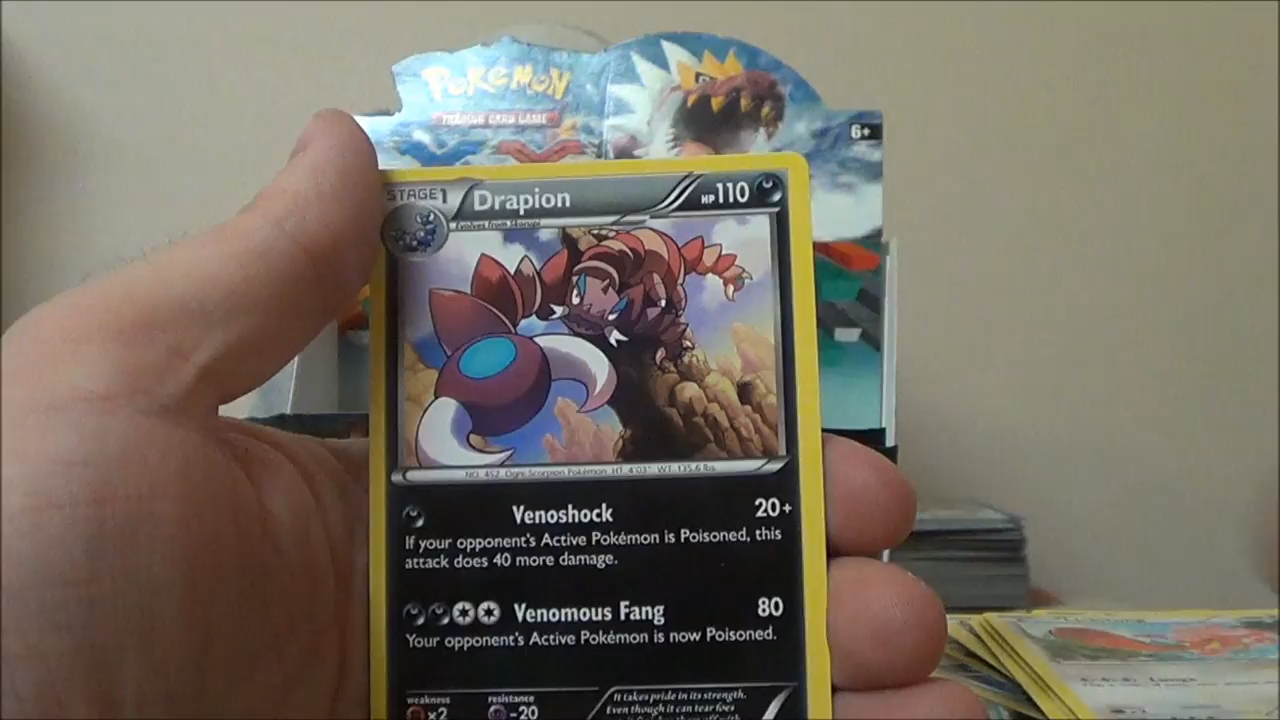 POKÉMON
TRADING CARD GAME
6+
STAGE1 Drapion HP110
Evolves from Skorupi
NO. 452 Ogre Scorpion Pokémon HT: 4'03" WT: 135.6 lbs.
Venoshock 20+
If your opponent's Active Pokémon is Poisoned, this
attack does 40 more damage.
Venomous Fang 80
Your opponent's Active Pokémon is now Poisoned.
weakness resistance
×2 -20
It takes pride in its strength.
Even though it can tear foes